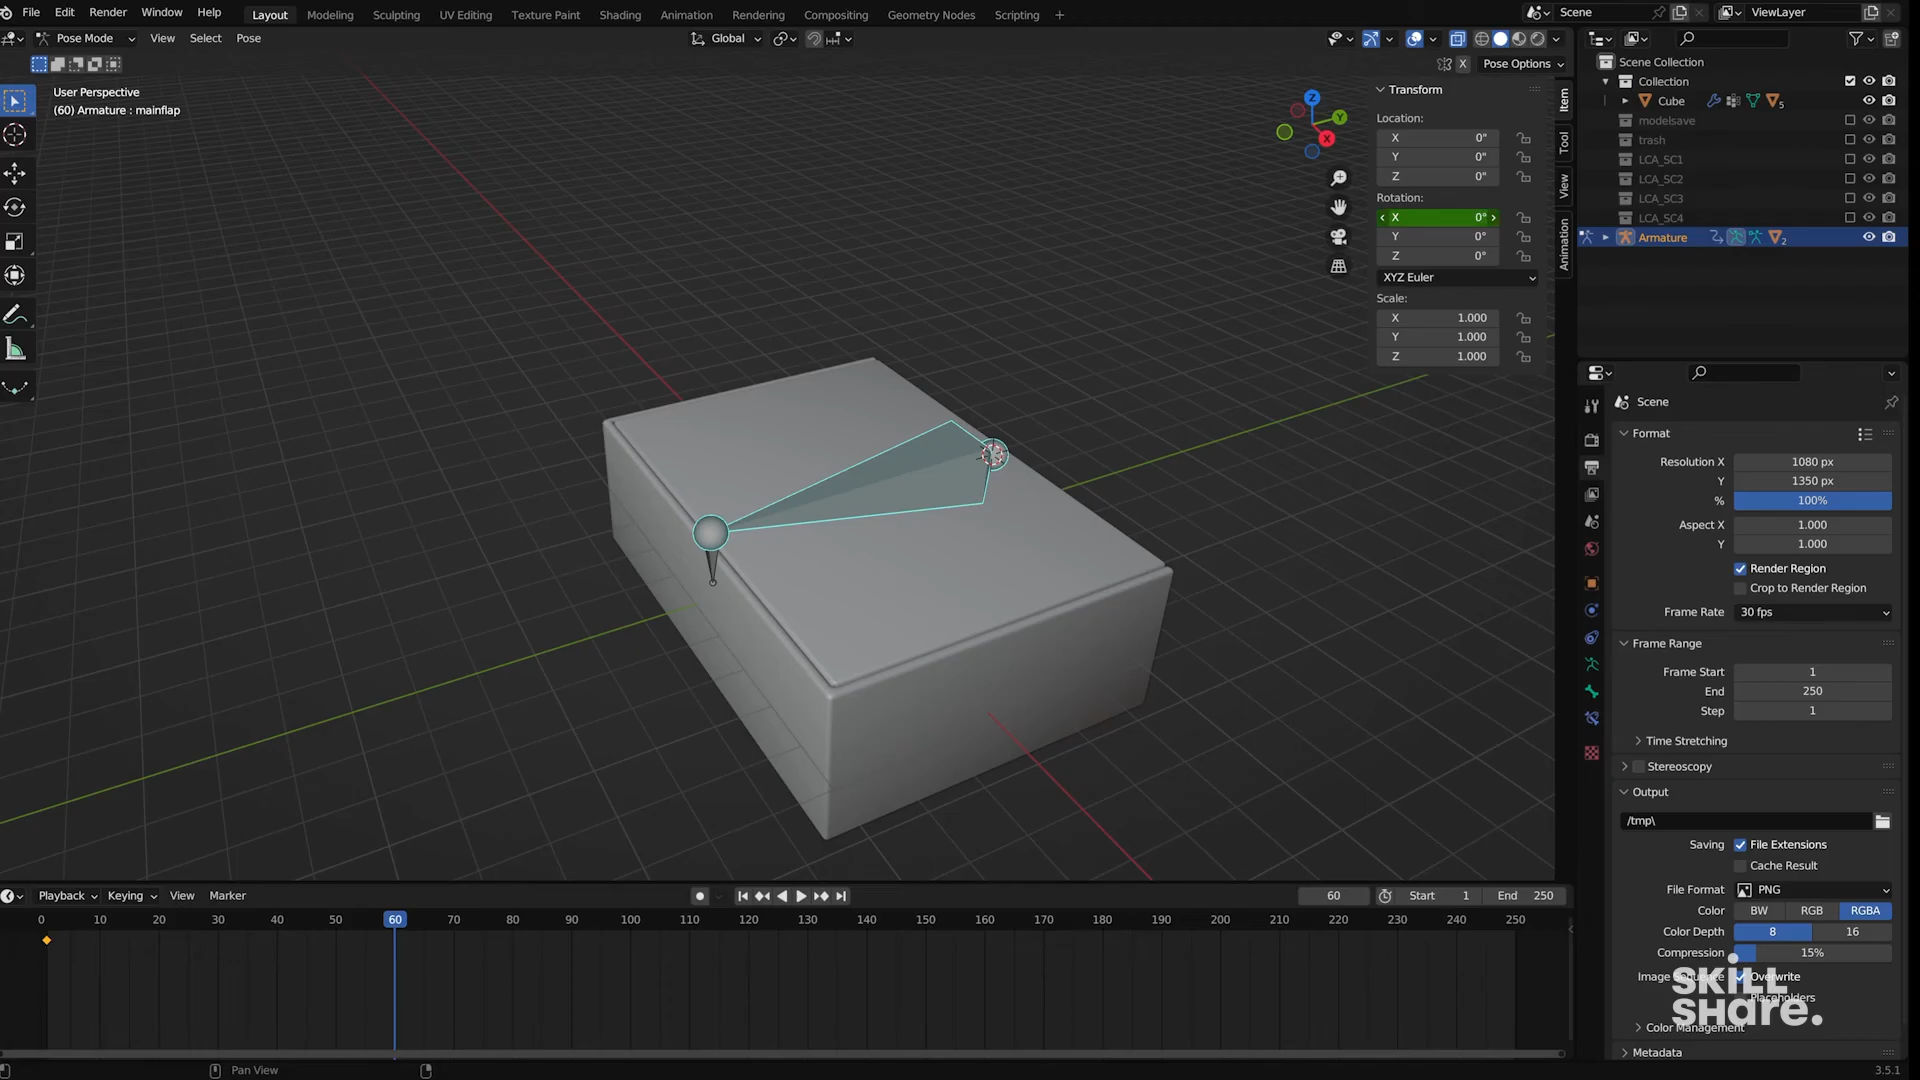 File Edit Render Window Help Layout Modeling Sculpting UV Editing Texture Paint Shading Animation Rendering Compositing Geometry Nodes Scripting + Scene ViewLayer
Pose Mode View Select Pose Global
X Pose Options
User Perspective
(60) Armature : mainflap
Z
Y
X
Transform
Location:
X 0"
Y 0"
Z 0"
Rotation:
X 0°
Y 0°
Z 0°
XYZ Euler
Scale:
X 1.000
Y 1.000
Z 1.000
Item
Tool
View
Animation
Scene Collection
Collection
Cube 5
modelsave
trash
LCA_SC1
LCA_SC2
LCA_SC3
LCA_SC4
Armature 2
Scene
Format
Resolution X 1080 px
Y 1350 px
% 100%
Aspect X 1.000
Y 1.000
Render Region
Crop to Render Region
Frame Rate 30 fps
Frame Range
Frame Start 1
End 250
Step 1
Time Stretching
Stereoscopy
Output
/tmp\
Saving File Extensions
Cache Result
File Format PNG
Color BW RGB RGBA
Color Depth 8 16
Compression 15%
Image Sequence Overwrite
Placeholders
Color Management
Metadata
SKILL
SHare.
Playback Keying View Marker 60 Start 1 End 250
0 10 20 30 40 50 60 70 80 90 100 110 120 130 140 150 160 170 180 190 200 210 220 230 240 250
Pan View 3.5.1